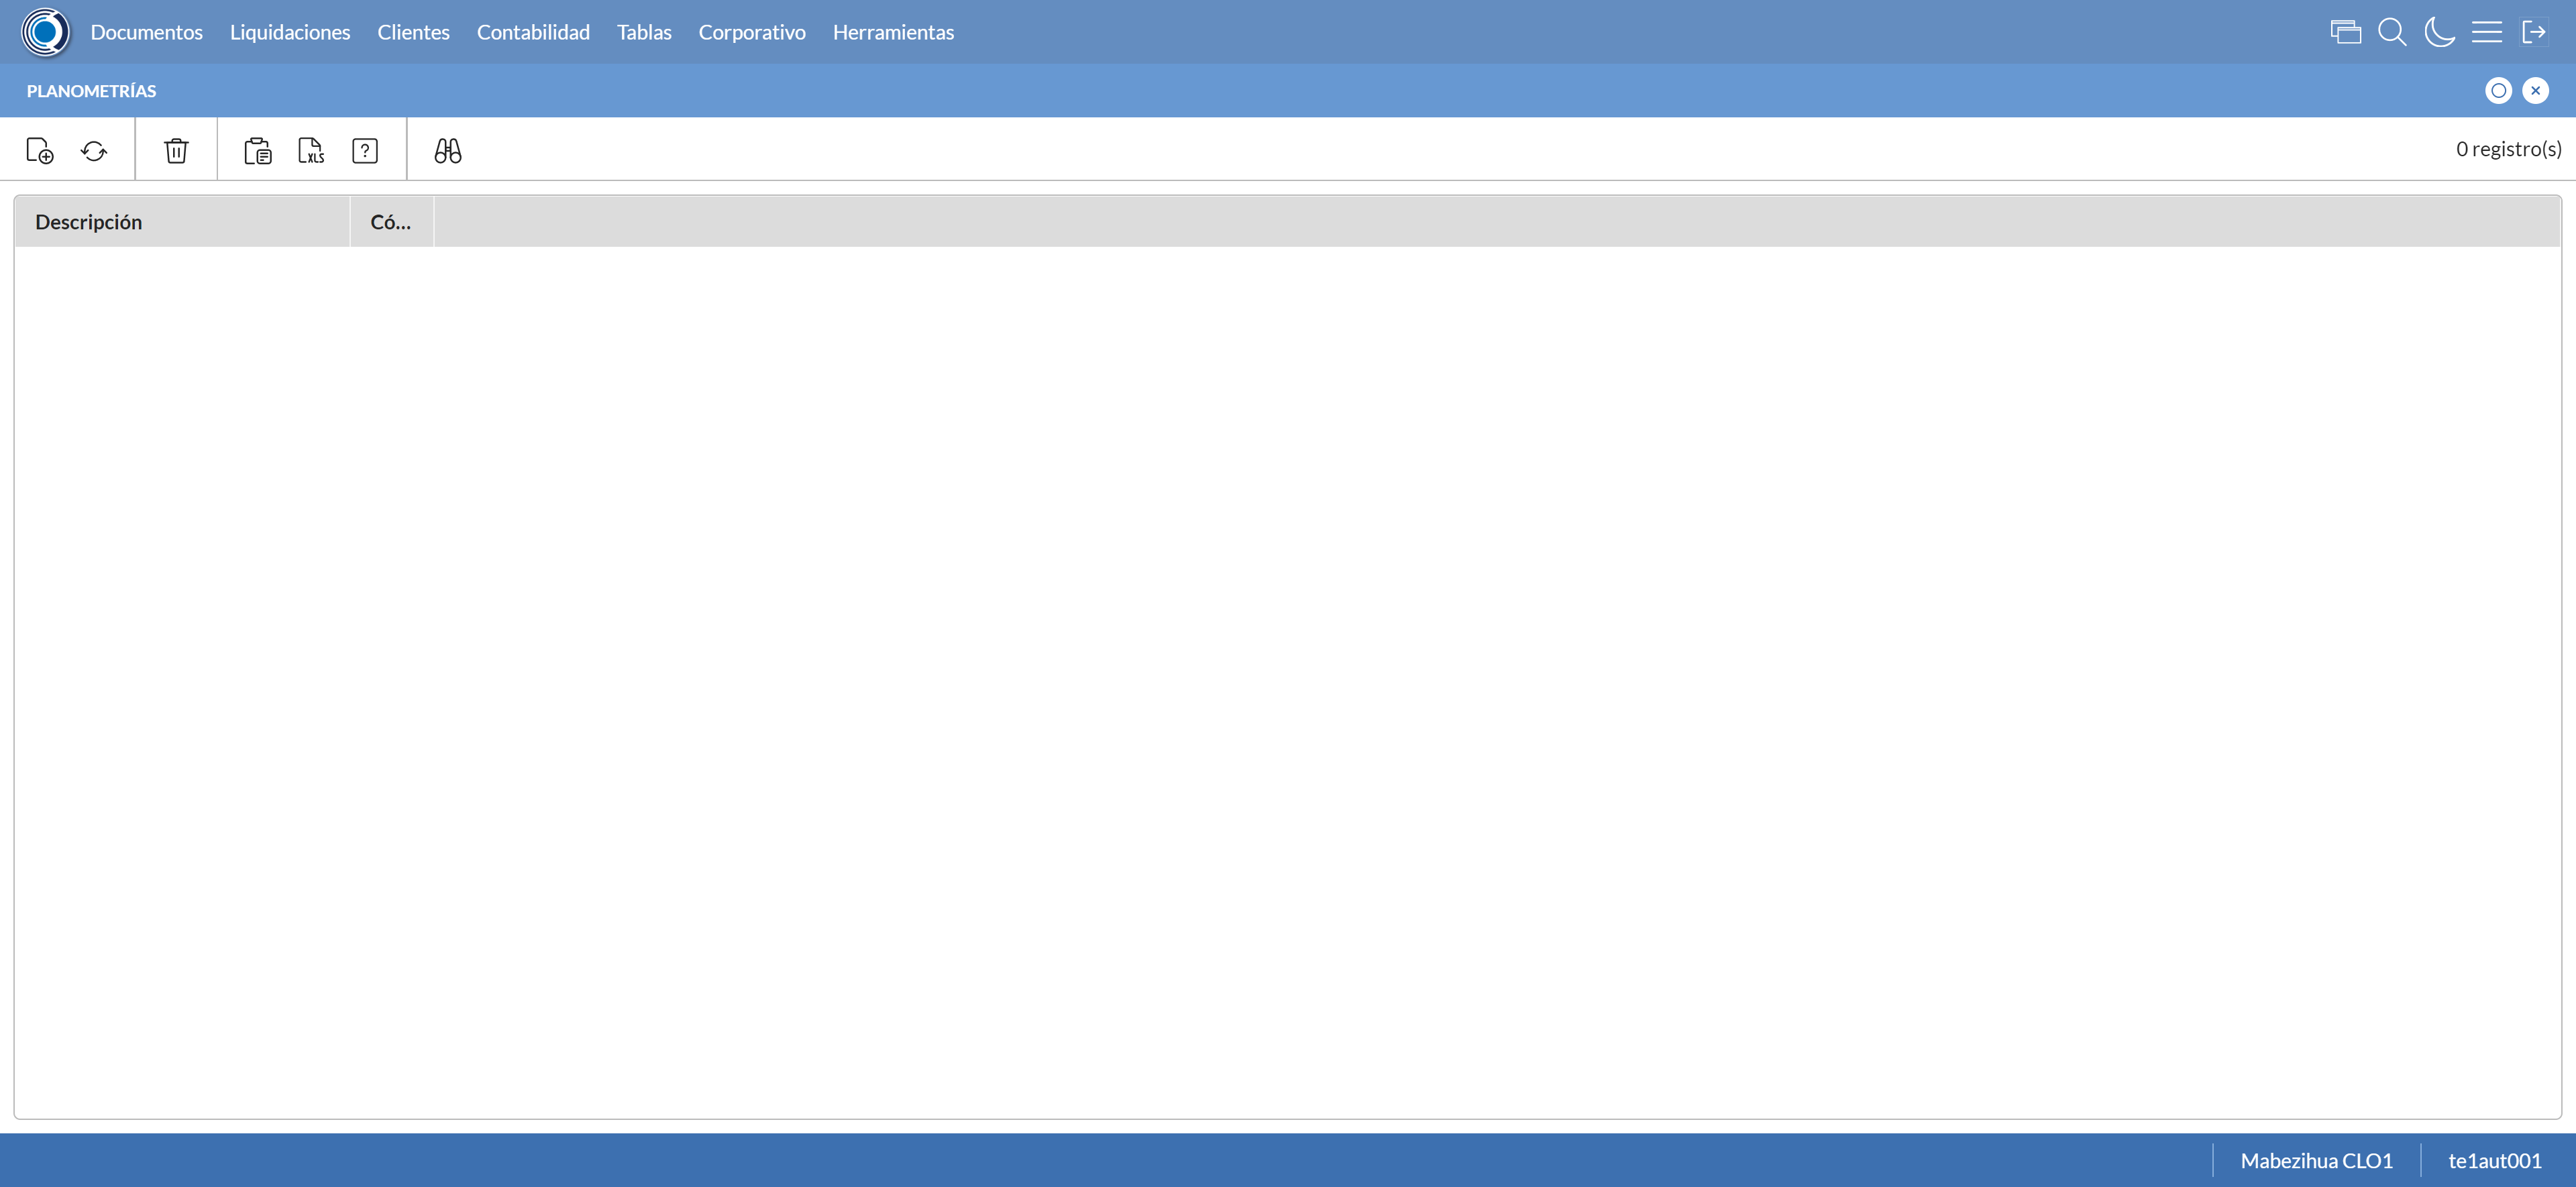 Documentos Liquidaciones Clientes Contabilidad Tablas Corporativo Herramientas
PLANOMETRÍAS
XLS ? 0 registro(s)
Descripción Có...
Mabezihua CLO1 te1aut001